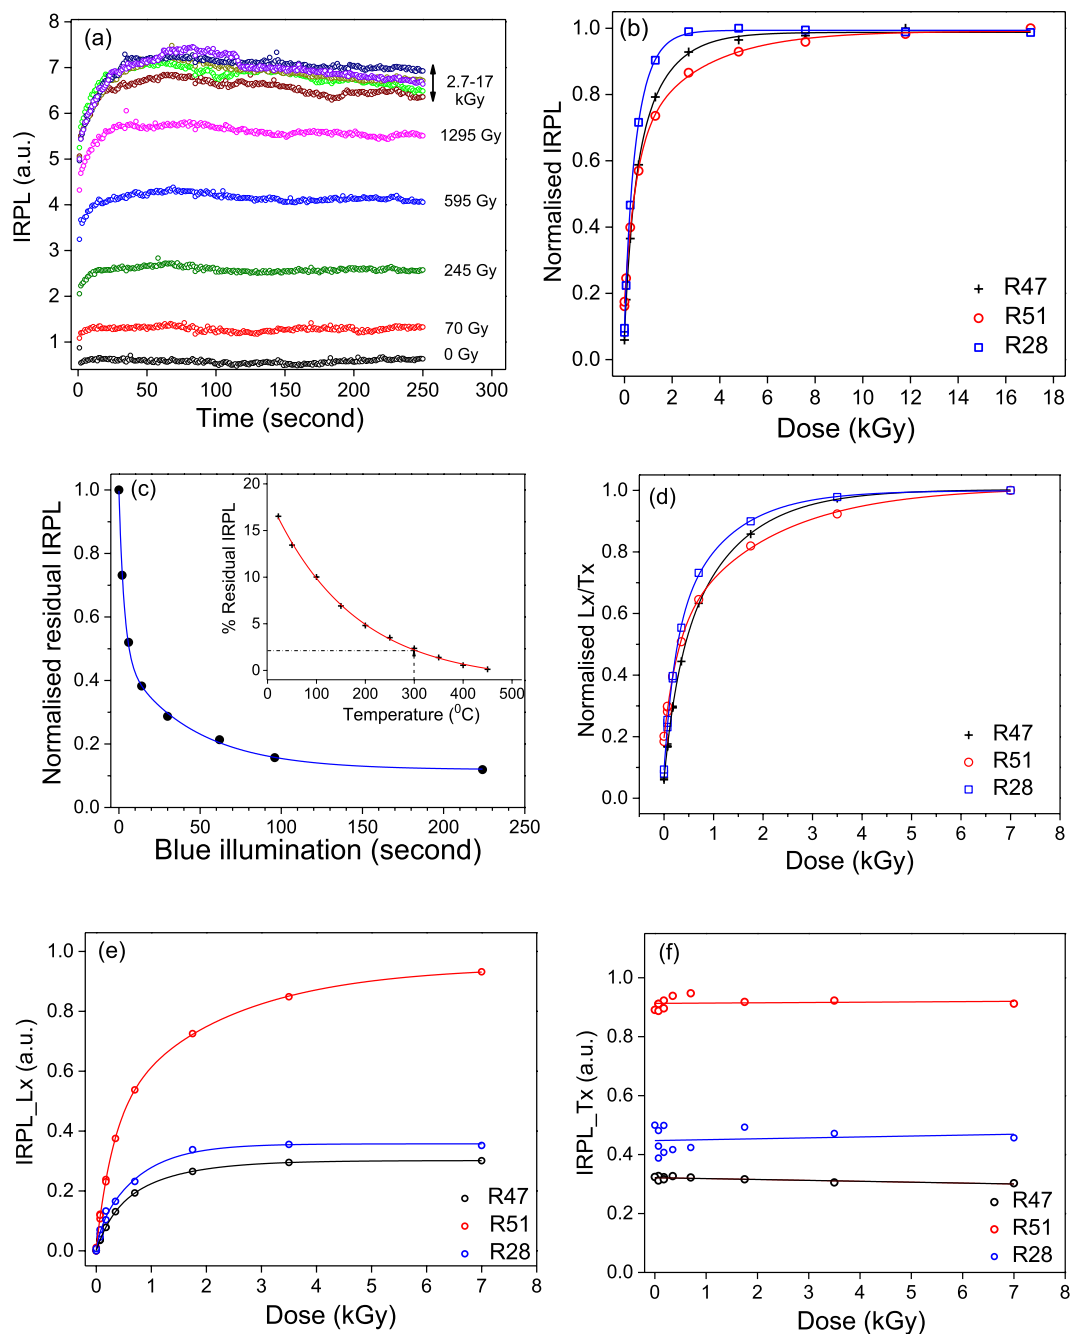 (a)
IRPL (a.u.)
8
7
6
5
4
3
2
1
2.7-17
kGy
1295 Gy
595 Gy
245 Gy
70 Gy
0 Gy
0 50 100 150 200 250 300
Time (second)
(b)
Normalised IRPL
1.0
0.8
0.6
0.4
0.2
0.0
R47
R51
R28
0 2 4 6 8 10 12 14 16 18
Dose (kGy)
(c)
Normalised residual IRPL
1.0
0.8
0.6
0.4
0.2
0.0
0 50 100 150 200 250
Blue illumination (second)
% Residual IRPL
20
15
10
5
0
0 100 200 300 400 500
Temperature (⁰C)
(d)
Normalised Lx/Tx
1.0
0.8
0.6
0.4
0.2
0.0
R47
R51
R28
0 1 2 3 4 5 6 7 8
Dose (kGy)
(e)
IRPL_Lx (a.u.)
1.0
0.8
0.6
0.4
0.2
0.0
R47
R51
R28
0 1 2 3 4 5 6 7 8
Dose (kGy)
(f)
IRPL_Tx (a.u.)
1.0
0.8
0.6
0.4
0.2
0.0
R47
R51
R28
0 1 2 3 4 5 6 7 8
Dose (kGy)